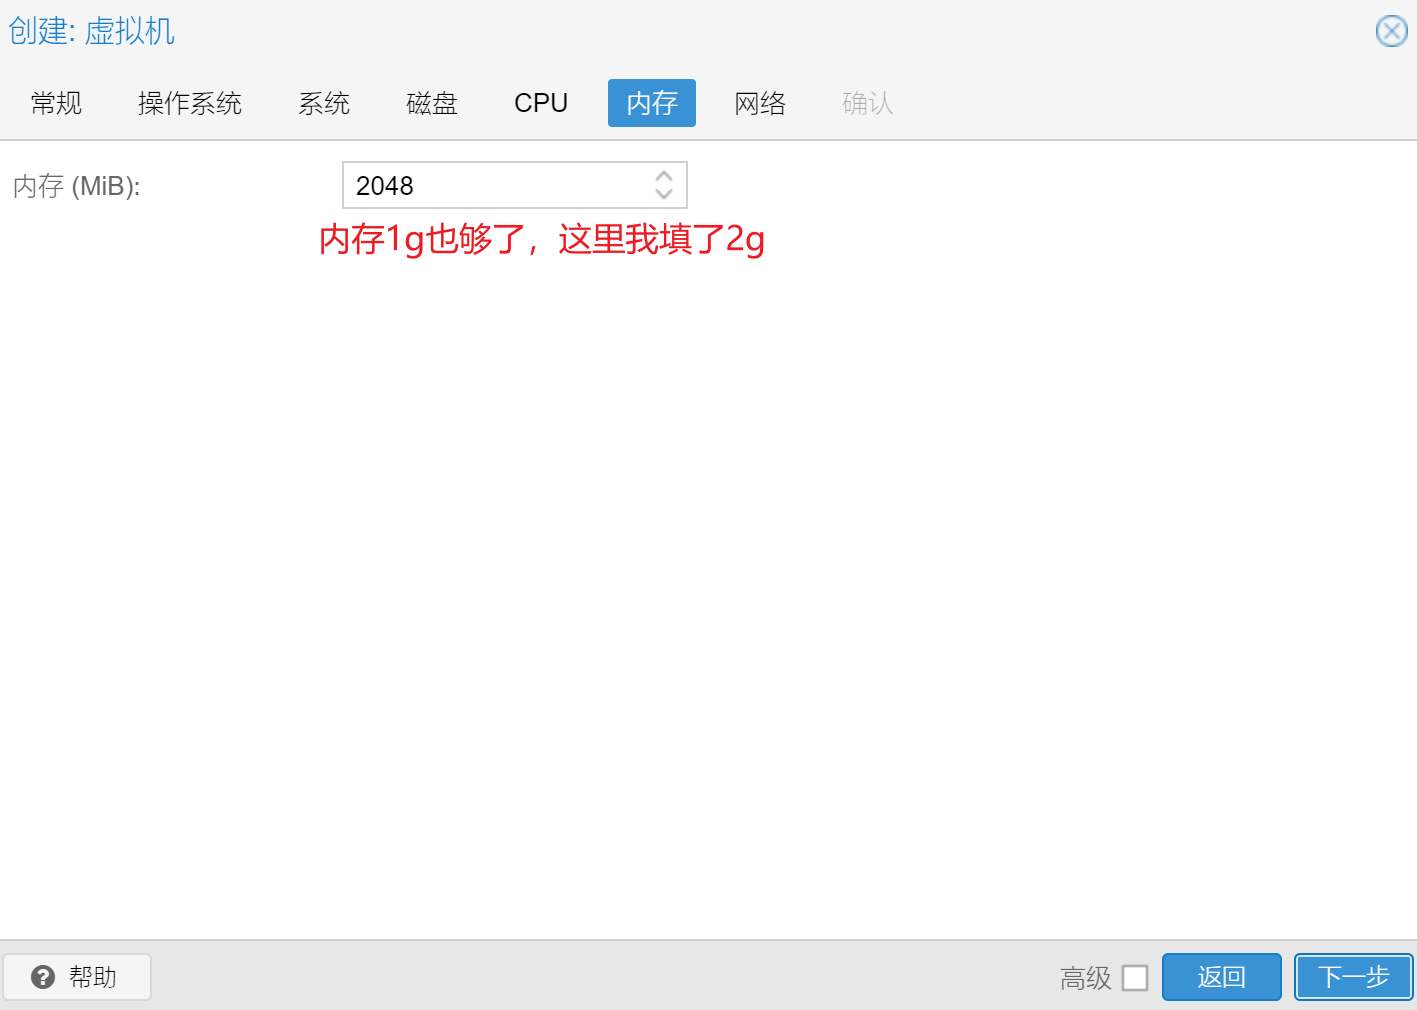 创建: 虚拟机
常规 操作系统 系统 磁盘 CPU 内存 网络 确认
内存 (MiB): 2048
内存1g也够了，这里我填了2g
帮助 高级 返回 下一步